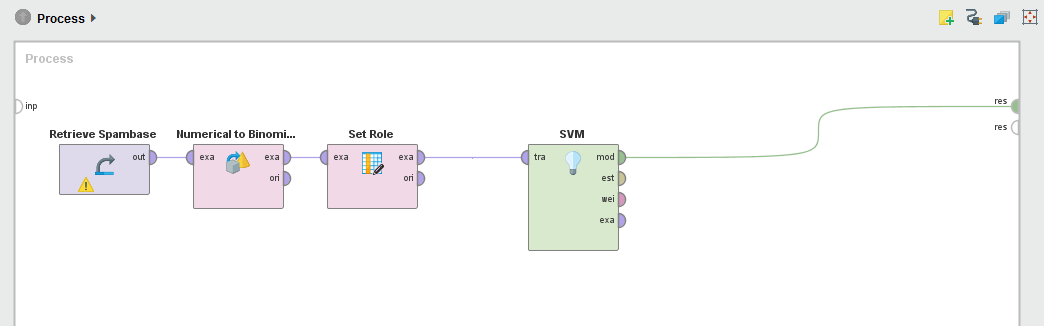 Process
Process
inp
res
res
Retrieve Spambase
out
Numerical to Binomi...
exa
exa
ori
Set Role
exa
exa
ori
SVM
tra
mod
est
wei
exa